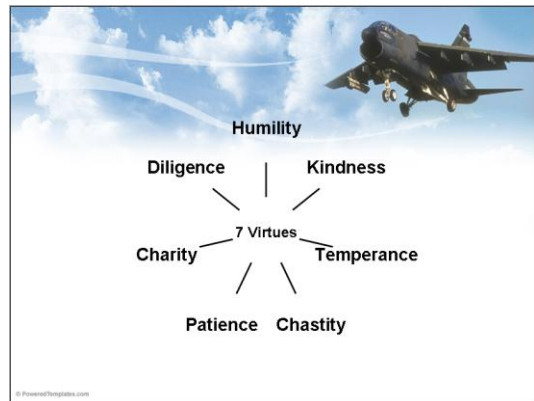 Humility
Diligence Kindness
7 Virtues
Charity Temperance
Patience Chastity
© PoweredTemplates.com